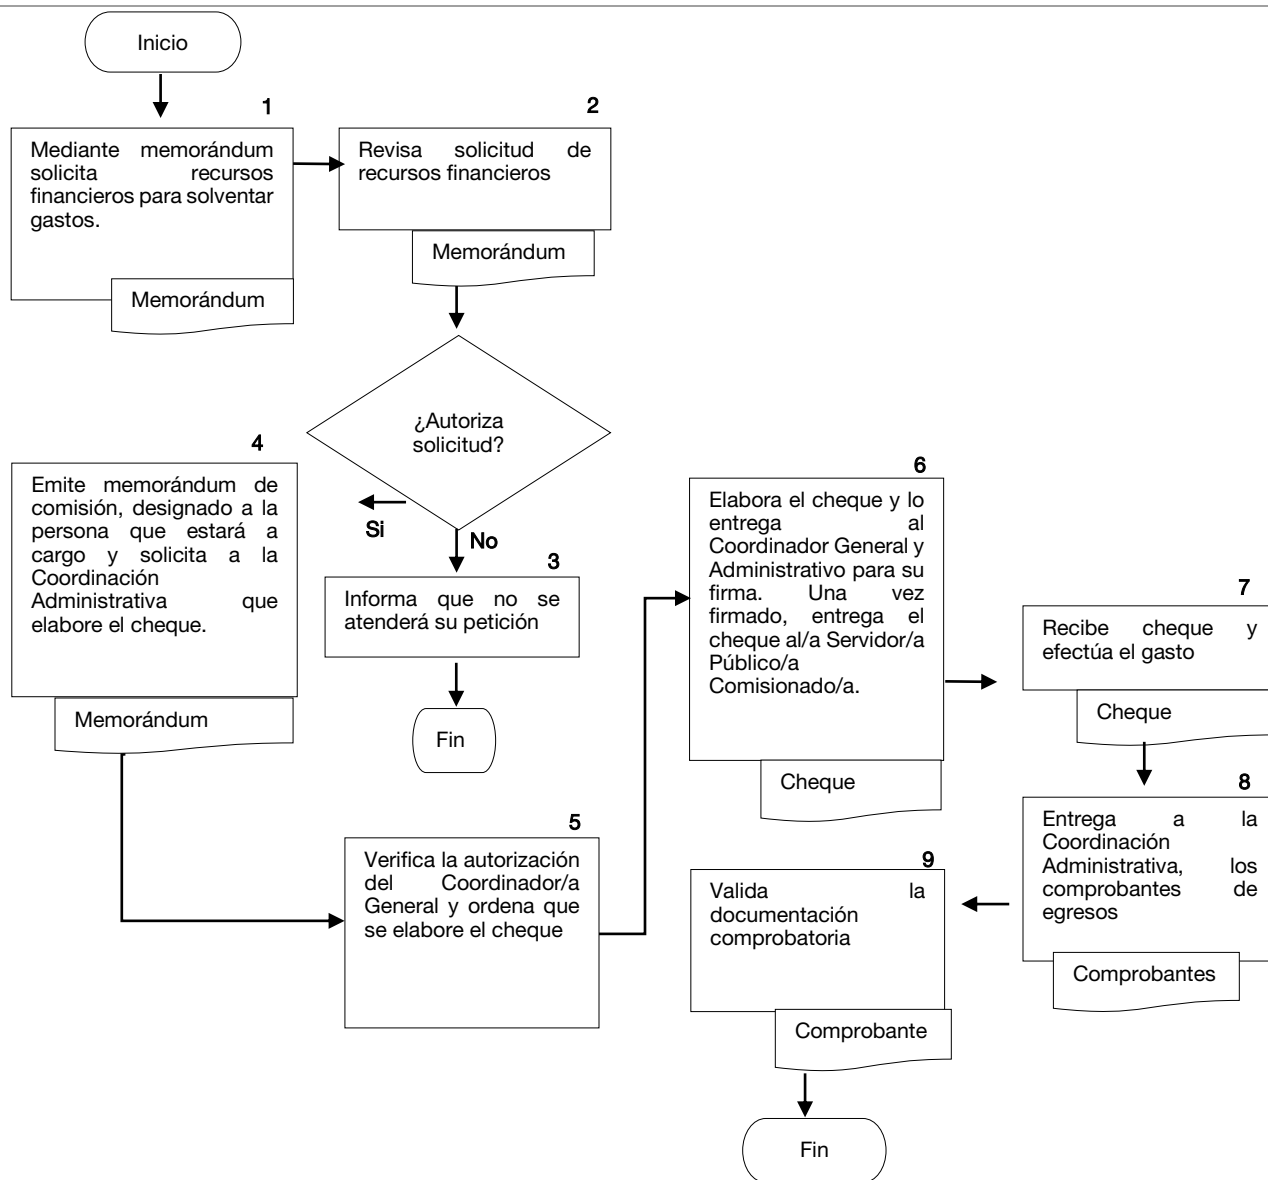 Inicio
1
Mediante memorándum
solicita recursos
financieros para solventar
gastos.
Memorándum
2
Revisa solicitud de
recursos financieros
Memorándum
¿Autoriza
solicitud?
Si
No
3
Informa que no se
atenderá su petición
Fin
4
Emite memorándum de
comisión, designado a la
persona que estará a
cargo y solicita a la
Coordinación
Administrativa que
elabore el cheque.
Memorándum
5
Verifica la autorización
del Coordinador/a
General y ordena que
se elabore el cheque
6
Elabora el cheque y lo
entrega al
Coordinador General y
Administrativo para su
firma. Una vez
firmado, entrega el
cheque al/a Servidor/a
Público/a
Comisionado/a.
Cheque
7
Recibe cheque y
efectúa el gasto
Cheque
8
Entrega a la
Coordinación
Administrativa, los
comprobantes de
egresos
Comprobantes
9
Valida la
documentación
comprobatoria
Comprobante
Fin